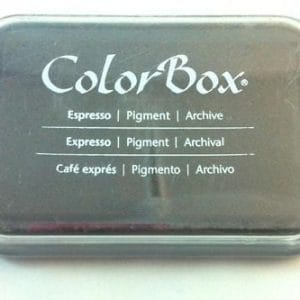 ColorBox®
Espresso | Pigment | Archive
Expresso | Pigment | Archival
Café exprés | Pigmento | Archivo